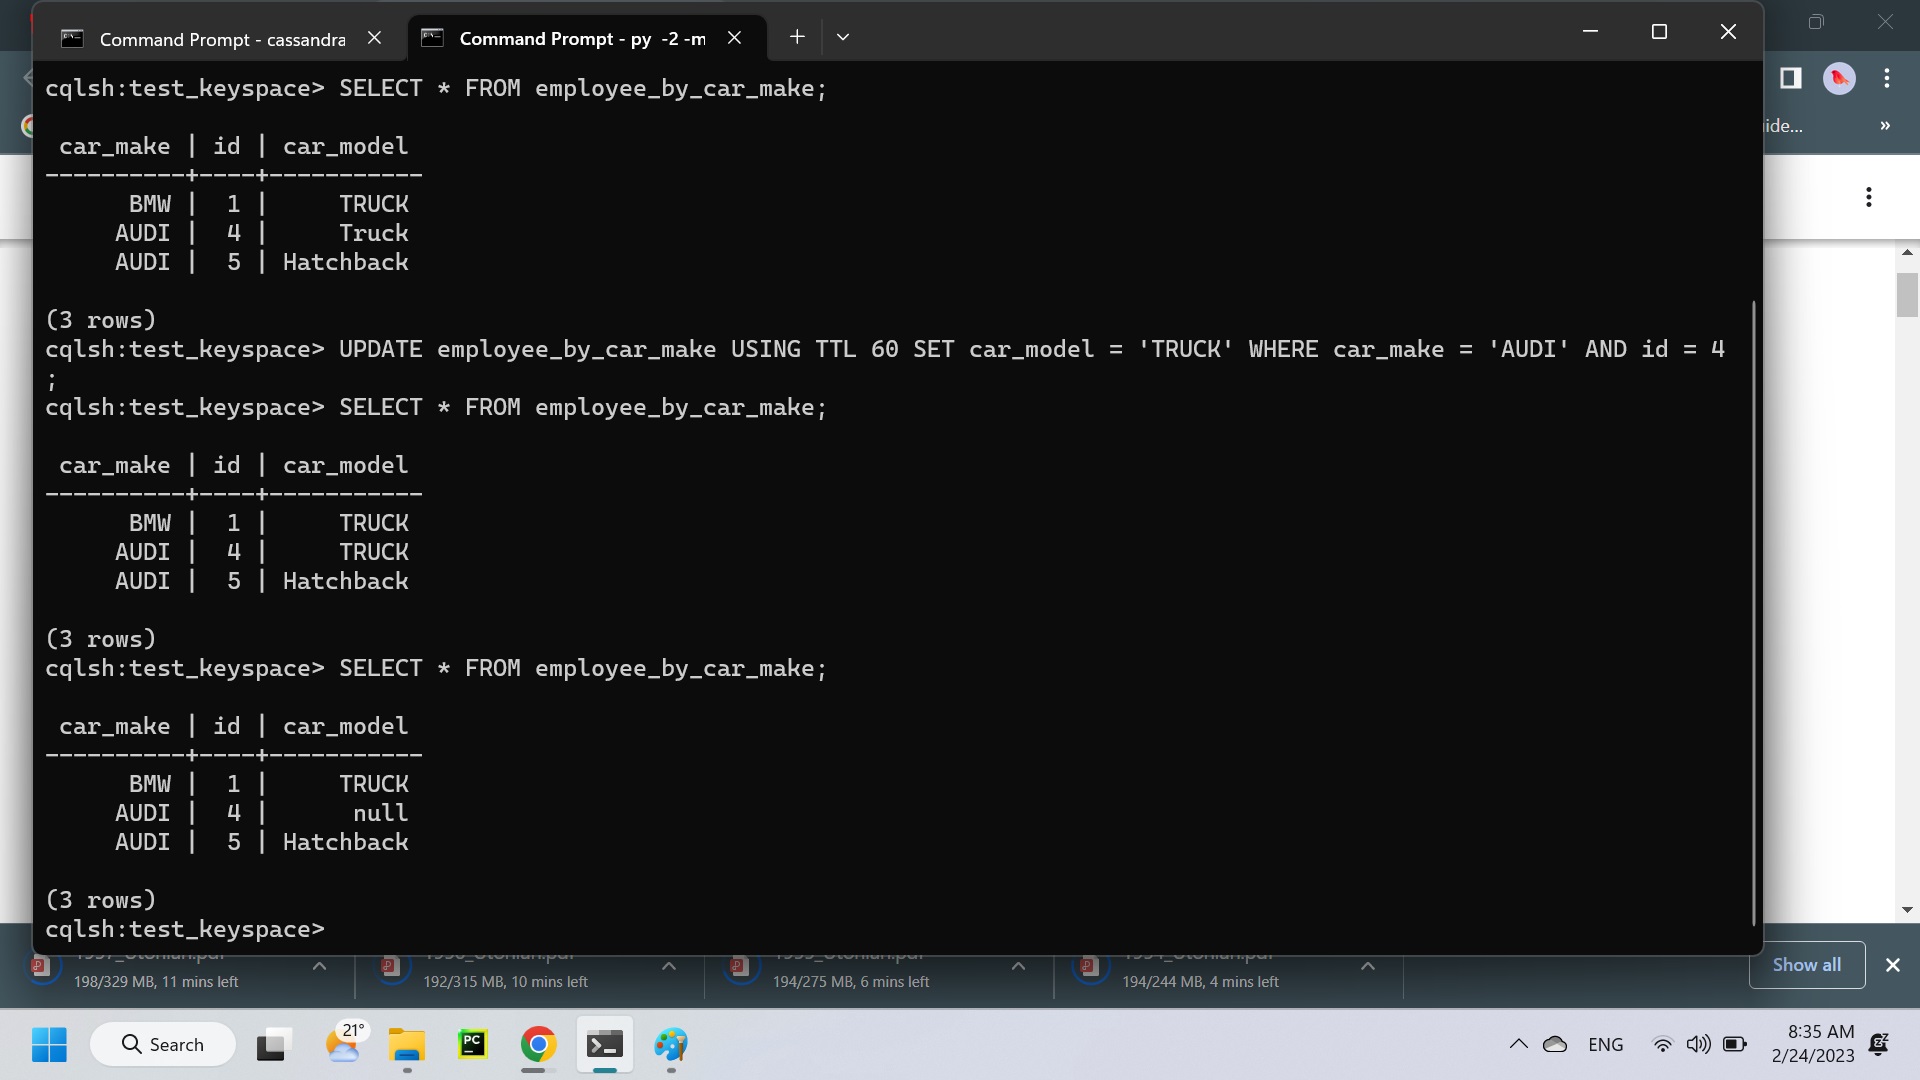 Command Prompt - cassandra
Command Prompt - py  -2 -m
cqlsh:test_keyspace> SELECT * FROM employee_by_car_make;
car_make | id | car_model
----------+----+-----------
BMW |  1 |     TRUCK
AUDI |  4 |     Truck
AUDI |  5 | Hatchback
(3 rows)
cqlsh:test_keyspace> UPDATE employee_by_car_make USING TTL 60 SET car_model = 'TRUCK' WHERE car_make = 'AUDI' AND id = 4
;
cqlsh:test_keyspace> SELECT * FROM employee_by_car_make;
car_make | id | car_model
----------+----+-----------
BMW |  1 |     TRUCK
AUDI |  4 |     TRUCK
AUDI |  5 | Hatchback
(3 rows)
cqlsh:test_keyspace> SELECT * FROM employee_by_car_make;
car_make | id | car_model
----------+----+-----------
BMW |  1 |     TRUCK
AUDI |  4 |      null
AUDI |  5 | Hatchback
(3 rows)
cqlsh:test_keyspace>
ide...
198/329 MB, 11 mins left
192/315 MB, 10 mins left
194/275 MB, 6 mins left
194/244 MB, 4 mins left
Show all
Search
21°
PC
ENG
8:35 AM
2/24/2023